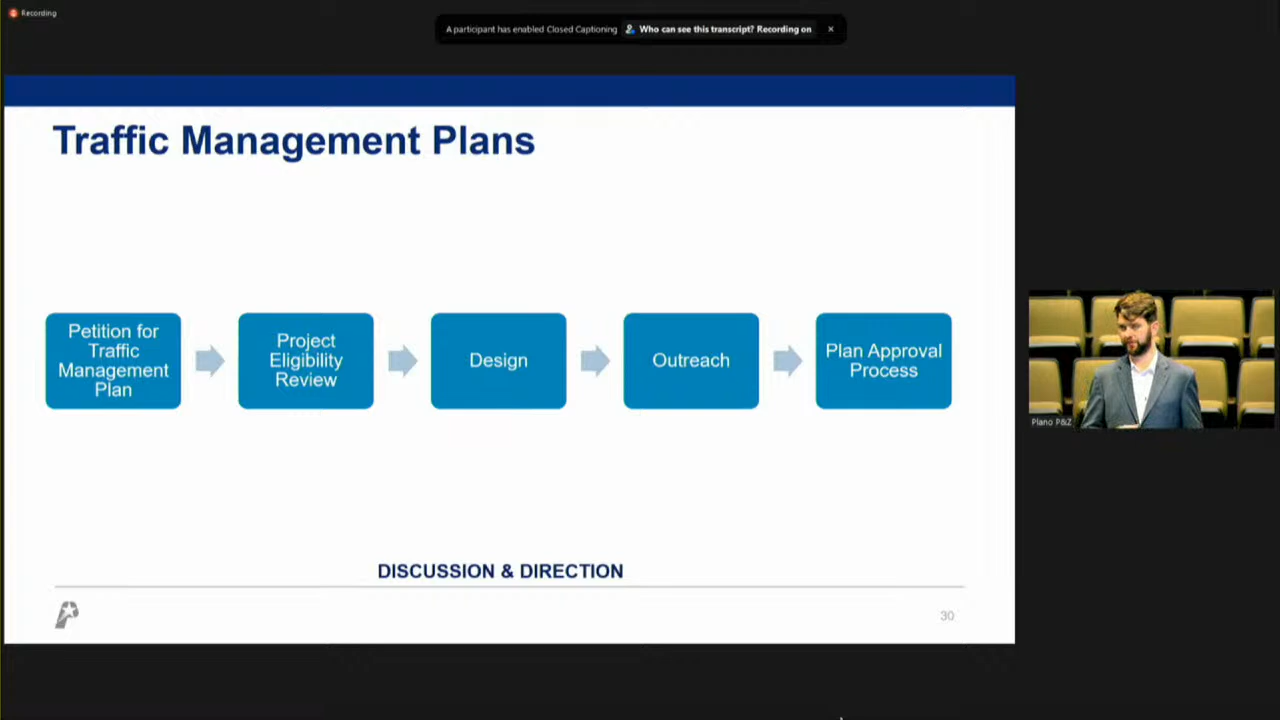 Recording
A participant has enabled Closed Captioning Who can see this transcript? Recording on ×
Traffic Management Plans
Petition for
Traffic
Management
Plan
Project
Eligibility
Review
Design
Outreach
Plan Approval
Process
Plano P&Z
DISCUSSION & DIRECTION
30